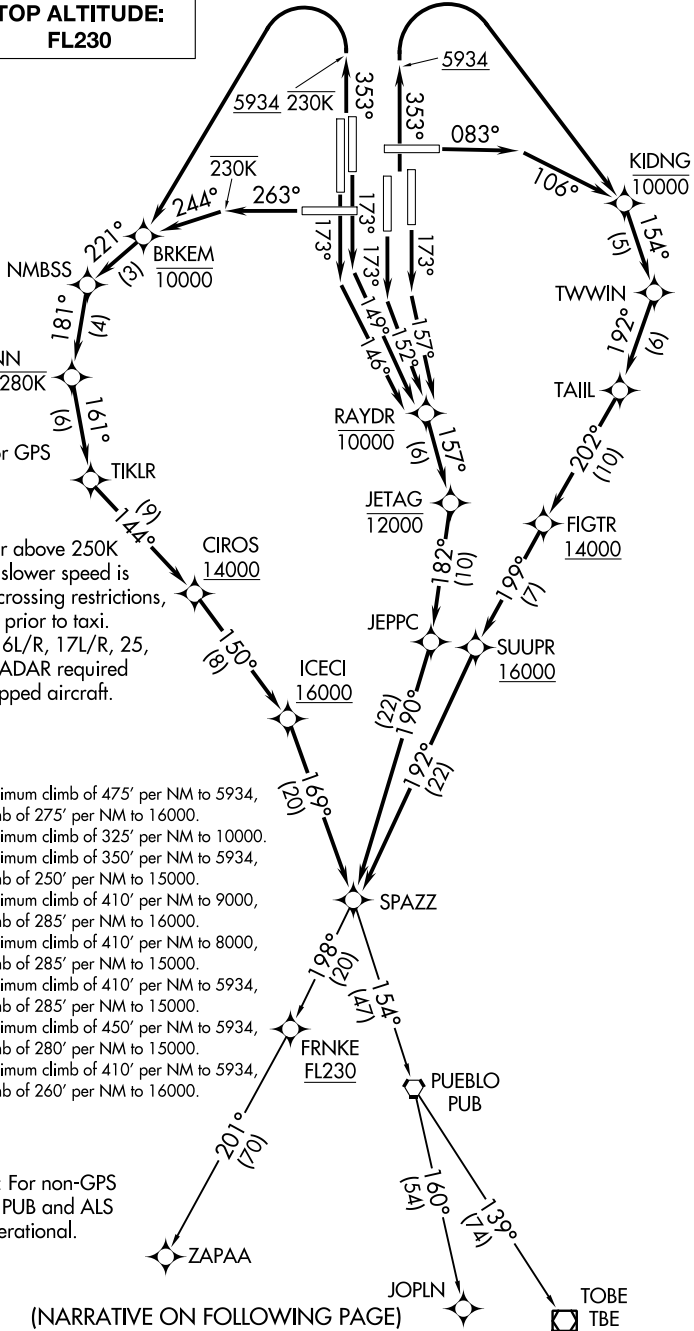 TOP ALTITUDE:
FL230
5934
230K
353°
353°
5934
083°
106°
KIDNG
10000
230K
244°
263°
221°
(3)
BRKEM
10000
173°
173°
173°
173°
154°
(5)
NMBSS
TWWIN
181°
(4)
149°
146°
152°
157°
192°
(6)
NN
280K
TAIIL
161°
(9)
RAYDR
10000
202°
(10)
or GPS
157°
(6)
TIKLR
JETAG
12000
FIGTR
14000
144°
(9)
CIROS
14000
182°
(10)
199°
(7)
r above 250K
slower speed is
crossing restrictions,
prior to taxi.
6L/R, 17L/R, 25,
ADAR required
pped aircraft.
JEPPC
SUUPR
16000
150°
(8)
ICECI
16000
190°
(22)
192°
(22)
169°
(20)
imum climb of 475' per NM to 5934,
mb of 275' per NM to 16000.
imum climb of 325' per NM to 10000.
imum climb of 350' per NM to 5934,
mb of 250' per NM to 15000.
imum climb of 410' per NM to 9000,
mb of 285' per NM to 16000.
imum climb of 410' per NM to 8000,
mb of 285' per NM to 15000.
imum climb of 410' per NM to 5934,
mb of 285' per NM to 15000.
imum climb of 450' per NM to 5934,
mb of 280' per NM to 15000.
imum climb of 410' per NM to 5934,
mb of 260' per NM to 16000.
SPAZZ
198°
(20)
154°
(47)
FRNKE
FL230
PUEBLO
PUB
201°
(70)
160°
(54)
139°
(74)
: For non-GPS
PUB and ALS
erational.
ZAPAA
JOPLN
TOBE
TBE
(NARRATIVE ON FOLLOWING PAGE)